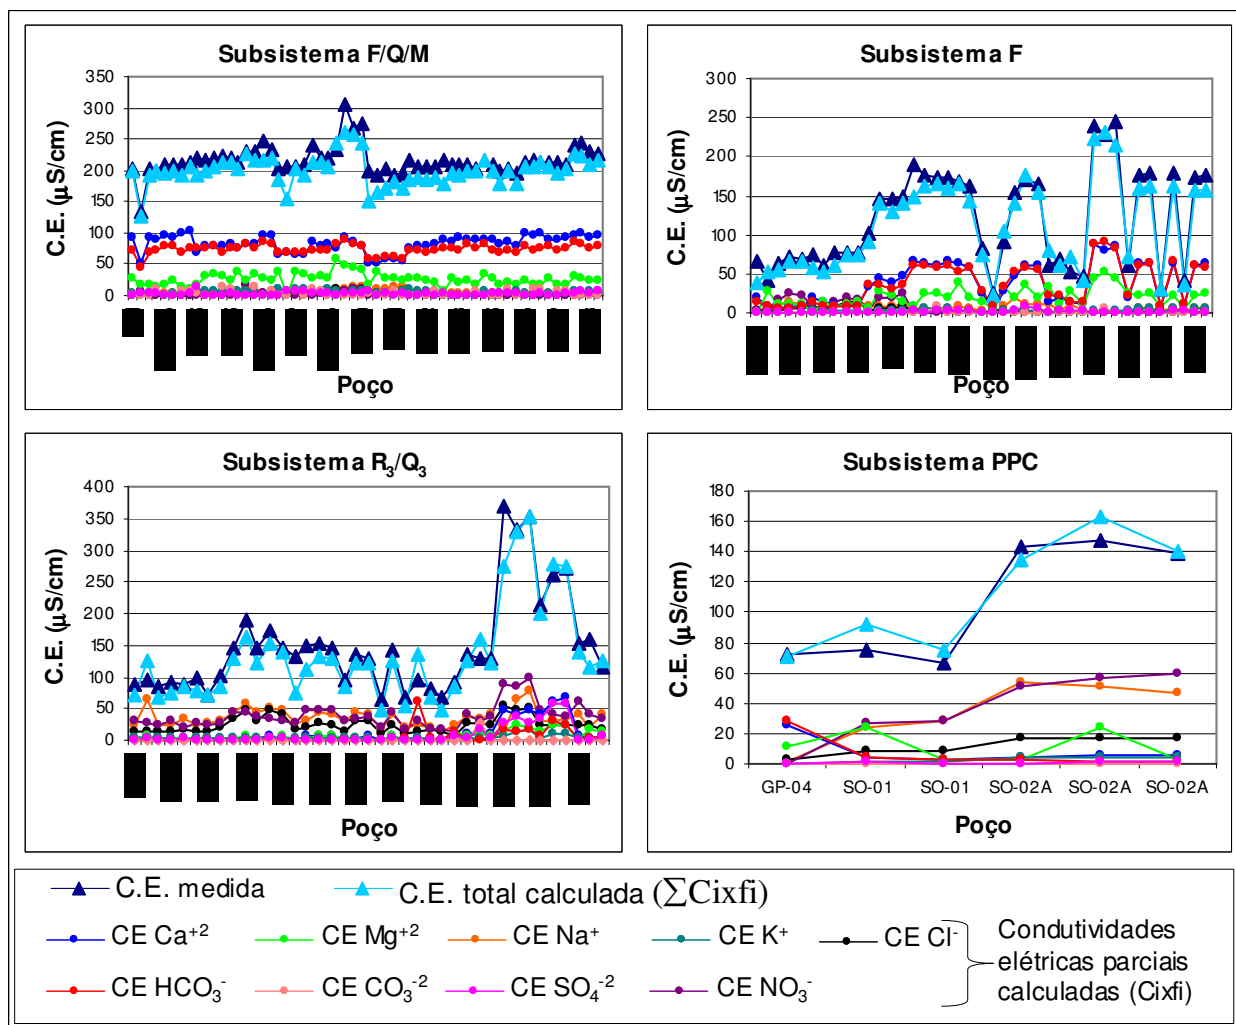 Subsistema F/Q/M
C.E. (µS/cm)
350
300
250
200
150
100
50
0
Poço
Subsistema F
C.E. (µS/cm)
300
250
200
150
100
50
0
Poço
Subsistema R₃/Q₃
C.E. (µS/cm)
400
350
300
250
200
150
100
50
0
Poço
Subsistema PPC
C.E. (µS/cm)
180
160
140
120
100
80
60
40
20
0
GP-04 SO-01 SO-01 SO-02A SO-02A SO-02A
Poço
C.E. medida
C.E. total calculada (∑Cixfi)
CE Ca⁺²
CE Mg⁺²
CE Na⁺
CE K⁺
CE Cl⁻
CE HCO₃⁻
CE CO₃⁻²
CE SO₄⁻²
CE NO₃⁻
Condutividades
elétricas parciais
calculadas (Cixfi)